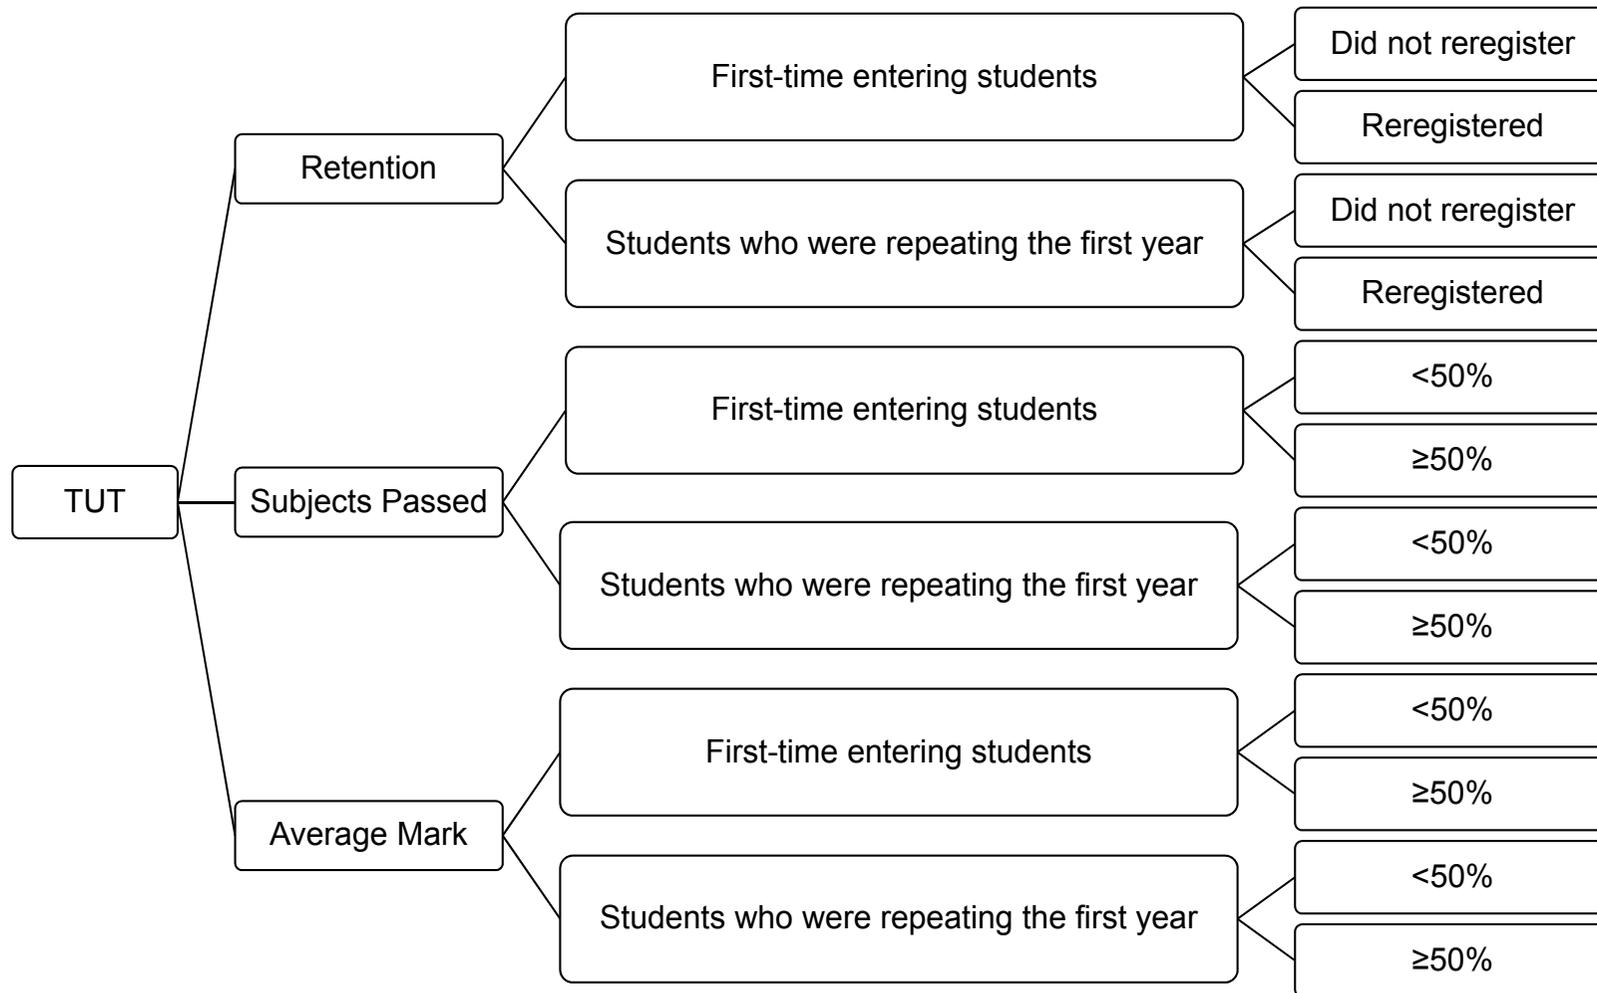 TUT
Retention
First-time entering students
Did not reregister
Reregistered
Students who were repeating the first year
Did not reregister
Reregistered
Subjects Passed
First-time entering students
<50%
≥50%
Students who were repeating the first year
<50%
≥50%
Average Mark
First-time entering students
<50%
≥50%
Students who were repeating the first year
<50%
≥50%